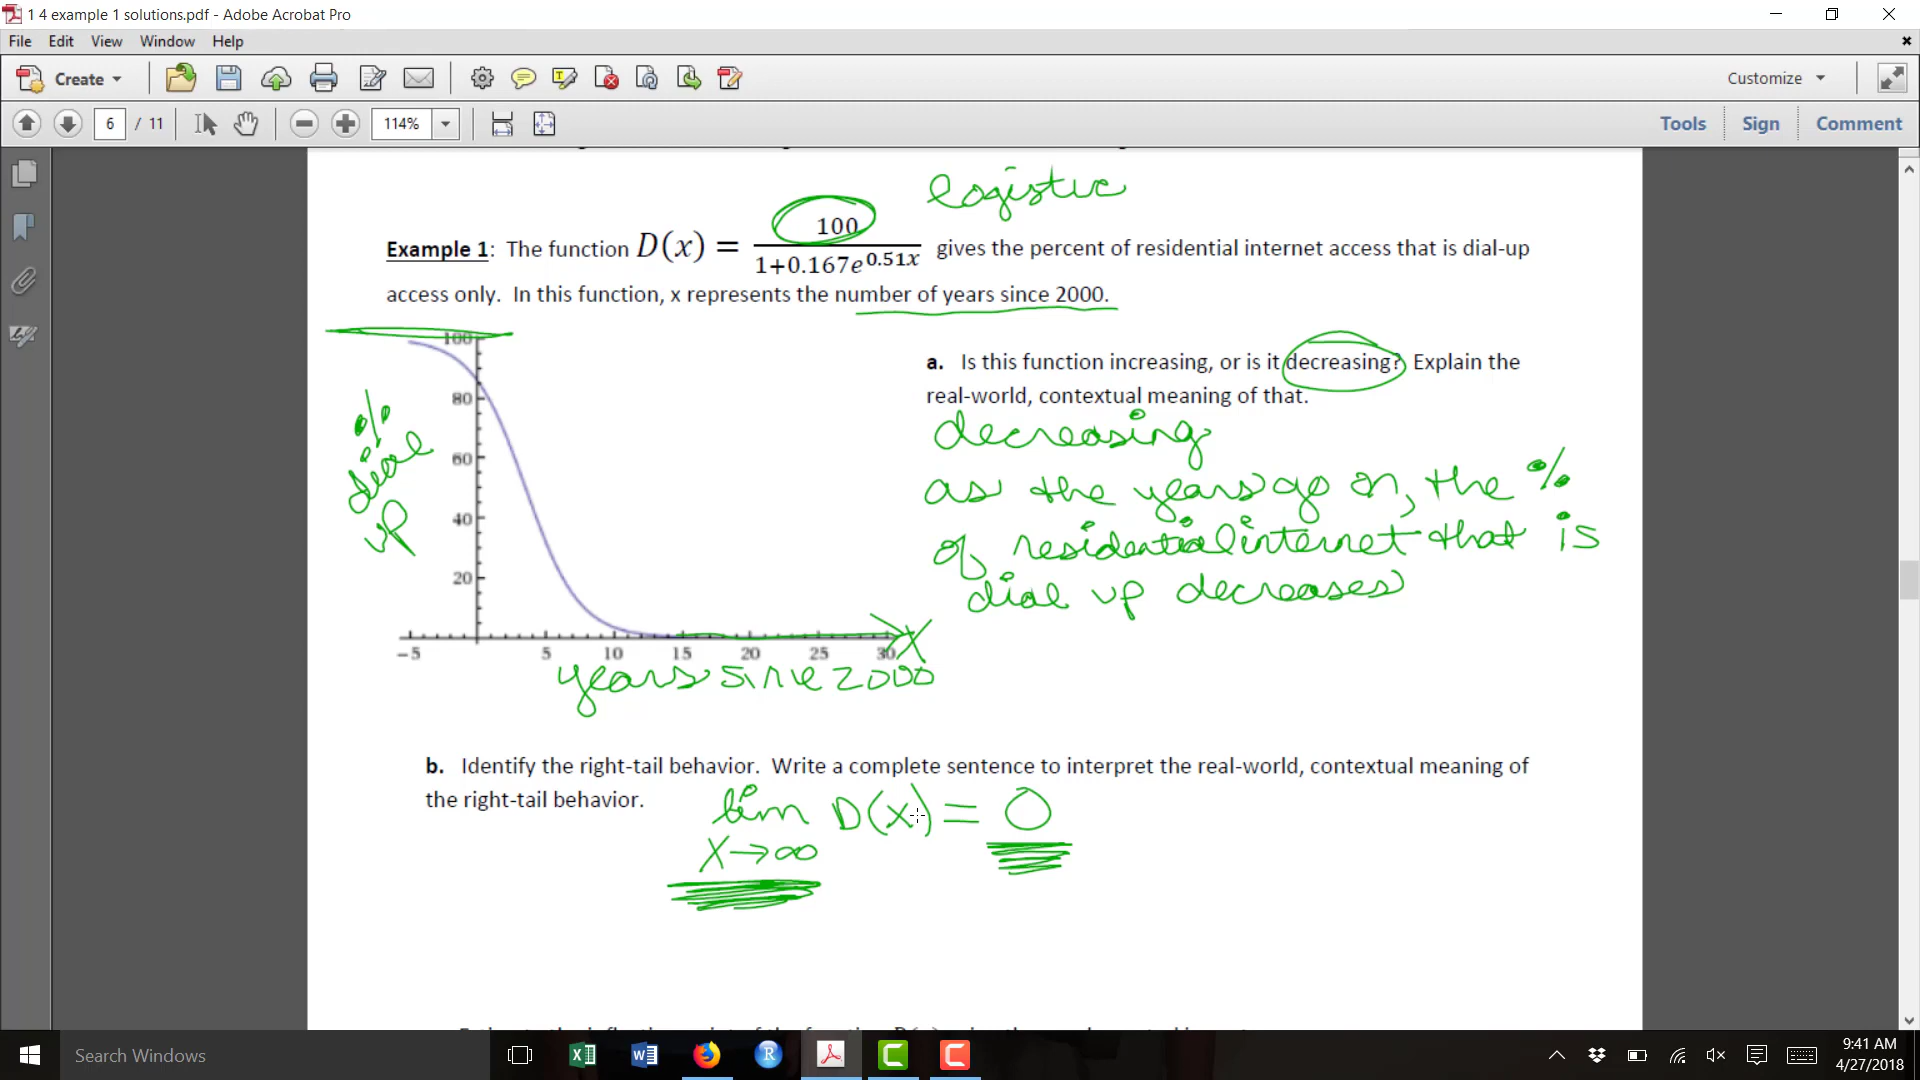 1 4 example 1 solutions.pdf - Adobe Acrobat Pro
File Edit View Window Help
Create Customize
6 / 11 114% Tools Sign Comment
logistic
Example 1: The function D(x) = 100 / 1+0.167e^0.51x gives the percent of residential internet access that is dial-up
access only. In this function, x represents the number of years since 2000.
100
80
60
40
20
-5 5 10 15 20 25 30 X
% dial up
years since 2000
a. Is this function increasing, or is it decreasing? Explain the
real-world, contextual meaning of that.
decreasing
as the years go on, the %
of residential internet that is
dial up decreases
b. Identify the right-tail behavior. Write a complete sentence to interpret the real-world, contextual meaning of
the right-tail behavior.
lim D(x) = 0
X→∞
Search Windows
9:41 AM
4/27/2018